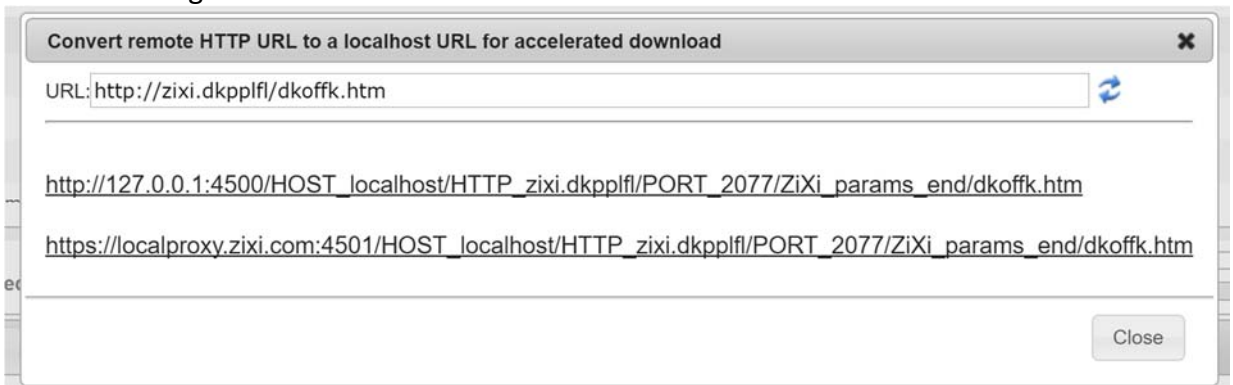 Convert remote HTTP URL to a localhost URL for accelerated download
URL: http://zixi.dkpplfl/dkoffk.htm
http://127.0.0.1:4500/HOST_localhost/HTTP_zixi.dkpplfl/PORT_2077/ZiXi_params_end/dkoffk.htm
https://localproxy.zixi.com:4501/HOST_localhost/HTTP_zixi.dkpplfl/PORT_2077/ZiXi_params_end/dkoffk.htm
Close